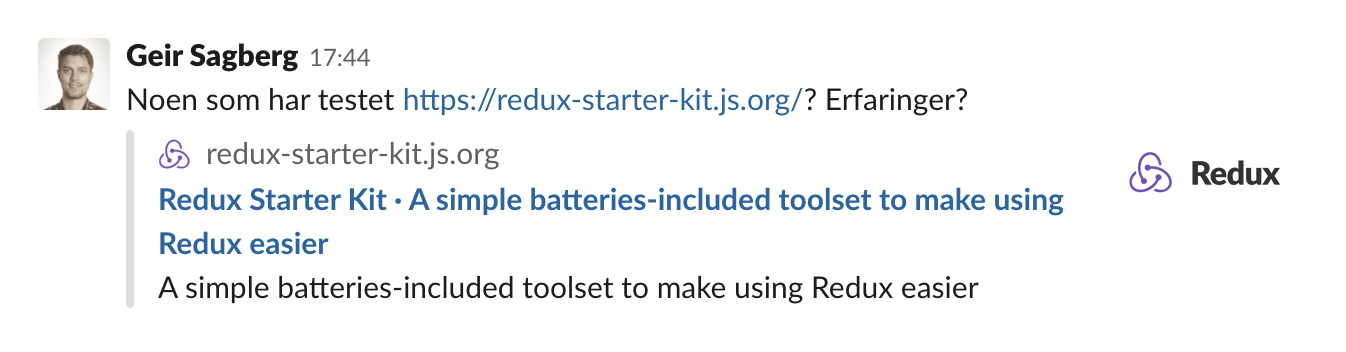 Geir Sagberg 17:44
Noen som har testet https://redux-starter-kit.js.org/? Erfaringer?
redux-starter-kit.js.org
Redux Starter Kit · A simple batteries-included toolset to make using
Redux easier
A simple batteries-included toolset to make using Redux easier
Redux